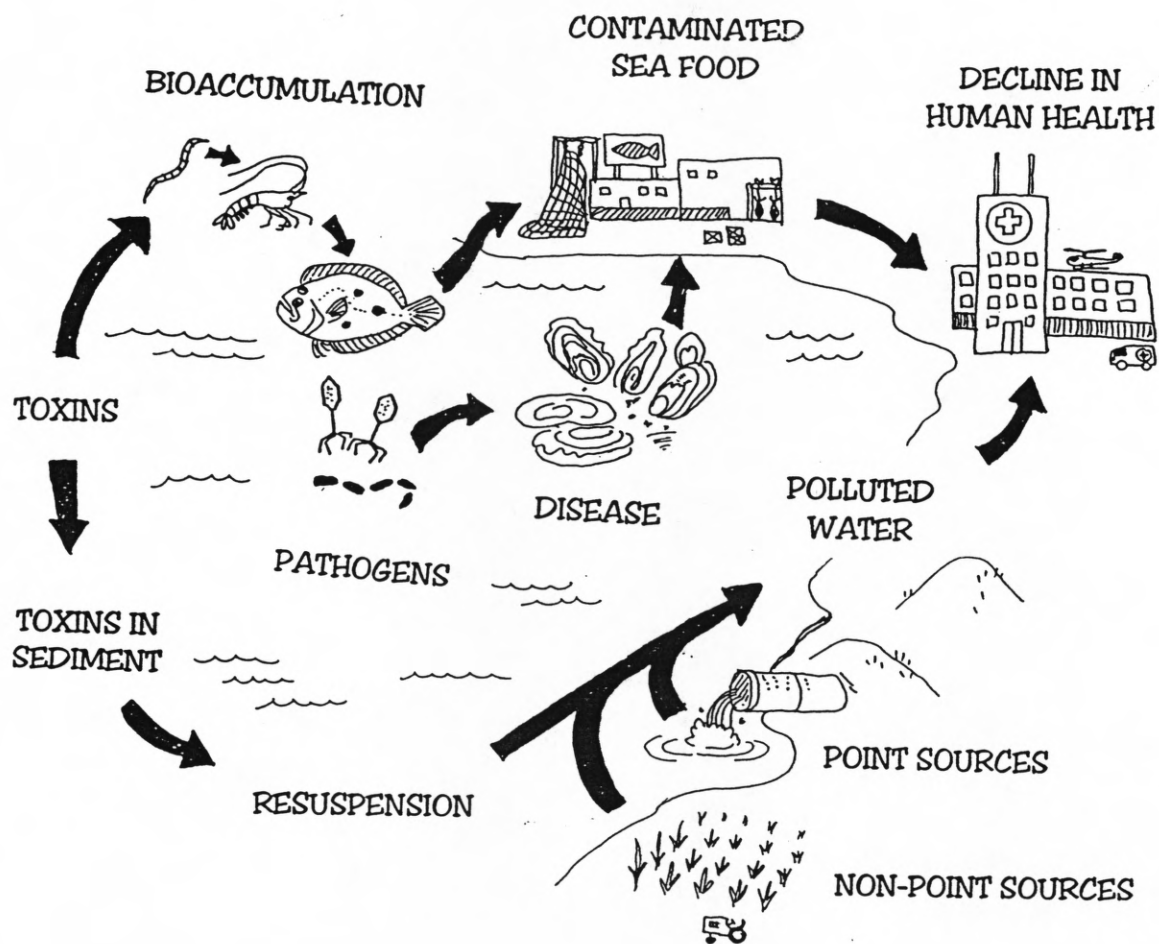 CONTAMINATED
SEA FOOD
BIOACCUMULATION
DECLINE IN
HUMAN HEALTH
TOXINS
DISEASE
POLLUTED
WATER
PATHOGENS
TOXINS IN
SEDIMENT
RESUSPENSION
POINT SOURCES
NON-POINT SOURCES